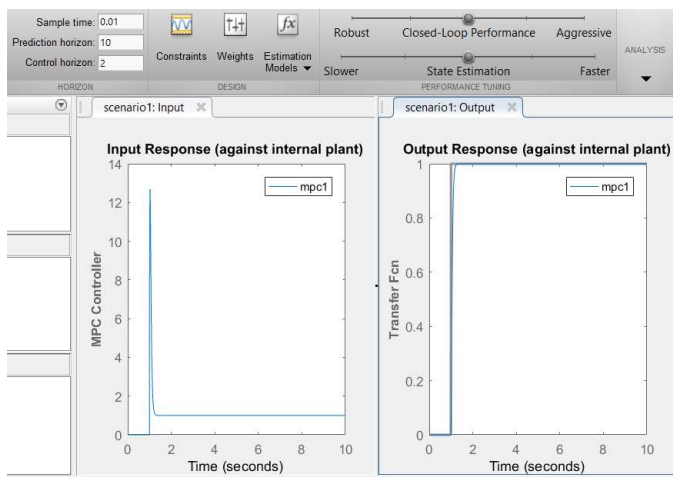 Sample time: 0.01
Prediction horizon: 10
Control horizon: 2
HORIZON
Constraints
Weights
fx
Estimation
Models
DESIGN
Robust
Closed-Loop Performance
Aggressive
Slower
State Estimation
Faster
PERFORMANCE TUNING
ANALYSIS
scenario1: Input
scenario1: Output
Input Response (against internal plant)
14
12
10
8
6
4
2
0
MPC Controller
mpc1
0 2 4 6 8 10
Time (seconds)
Output Response (against internal plant)
1
0.8
0.6
0.4
0.2
0
Transfer Fcn
mpc1
0 2 4 6 8 10
Time (seconds)